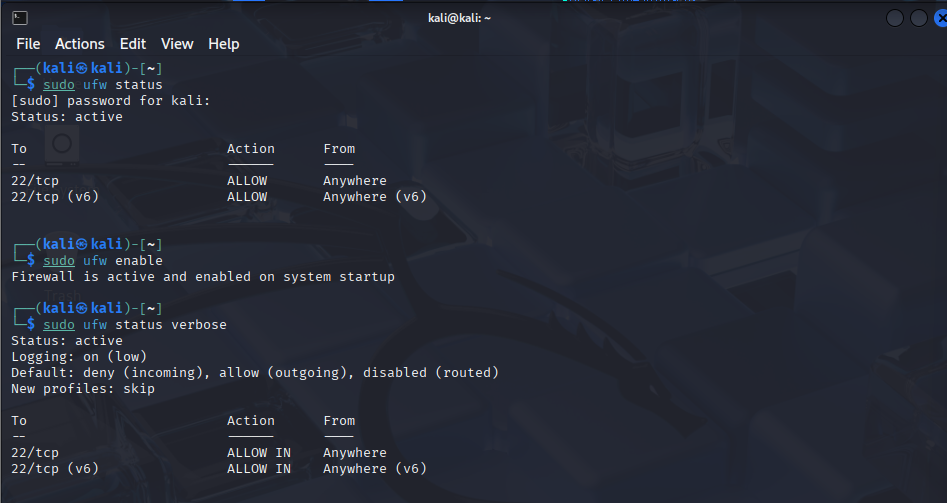 kali@kali: ~
File Actions Edit View Help
┌──(kali㉿kali)-[~]
└─$ sudo ufw status
[sudo] password for kali:
Status: active
To                         Action      From
--                         ------      ----
22/tcp                     ALLOW       Anywhere
22/tcp (v6)                ALLOW       Anywhere (v6)
┌──(kali㉿kali)-[~]
└─$ sudo ufw enable
Firewall is active and enabled on system startup
┌──(kali㉿kali)-[~]
└─$ sudo ufw status verbose
Status: active
Logging: on (low)
Default: deny (incoming), allow (outgoing), disabled (routed)
New profiles: skip
To                         Action      From
--                         ------      ----
22/tcp                     ALLOW IN    Anywhere
22/tcp (v6)                ALLOW IN    Anywhere (v6)